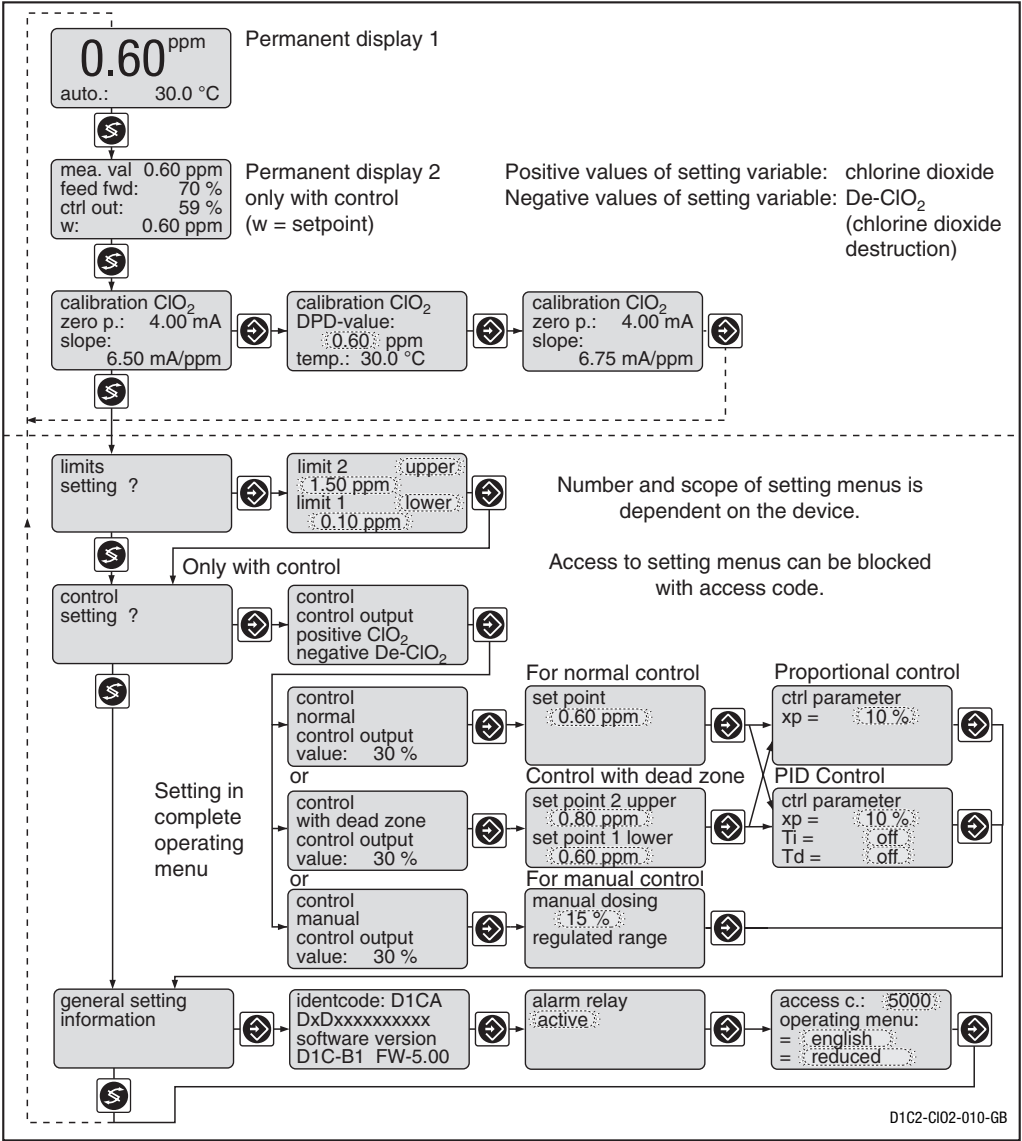 0.60 ppm
auto.: 30.0 °C
Permanent display 1
mea. val 0.60 ppm
feed fwd: 70 %
ctrl out: 59 %
w: 0.60 ppm
Permanent display 2
only with control
(w = setpoint)
Positive values of setting variable: chlorine dioxide
Negative values of setting variable: De-ClO2
(chlorine dioxide
destruction)
calibration ClO2
zero p.: 4.00 mA
slope:
6.50 mA/ppm
calibration ClO2
DPD-value:
0.60 ppm
temp.: 30.0 °C
calibration ClO2
zero p.: 4.00 mA
slope:
6.75 mA/ppm
limits
setting ?
limit 2 upper
1.50 ppm
limit 1 lower
0.10 ppm
Number and scope of setting menus is
dependent on the device.
Access to setting menus can be blocked
with access code.
Only with control
control
setting ?
control
control output
positive ClO2
negative De-ClO2
Setting in
complete
operating
menu
control
normal
control output
value: 30 %
For normal control
set point
0.60 ppm
Proportional control
ctrl parameter
xp = 10 %
or
control
with dead zone
control output
value: 30 %
Control with dead zone
set point 2 upper
0.80 ppm
set point 1 lower
0.60 ppm
PID Control
ctrl parameter
xp = 10 %
Ti = off
Td = off
or
control
manual
control output
value: 30 %
For manual control
manual dosing
15 %
regulated range
general setting
information
identcode: D1CA
DxDxxxxxxxxxx
software version
D1C-B1 FW-5.00
alarm relay
active
access c.: 5000
operating menu:
= english
= reduced
D1C2-ClO2-010-GB